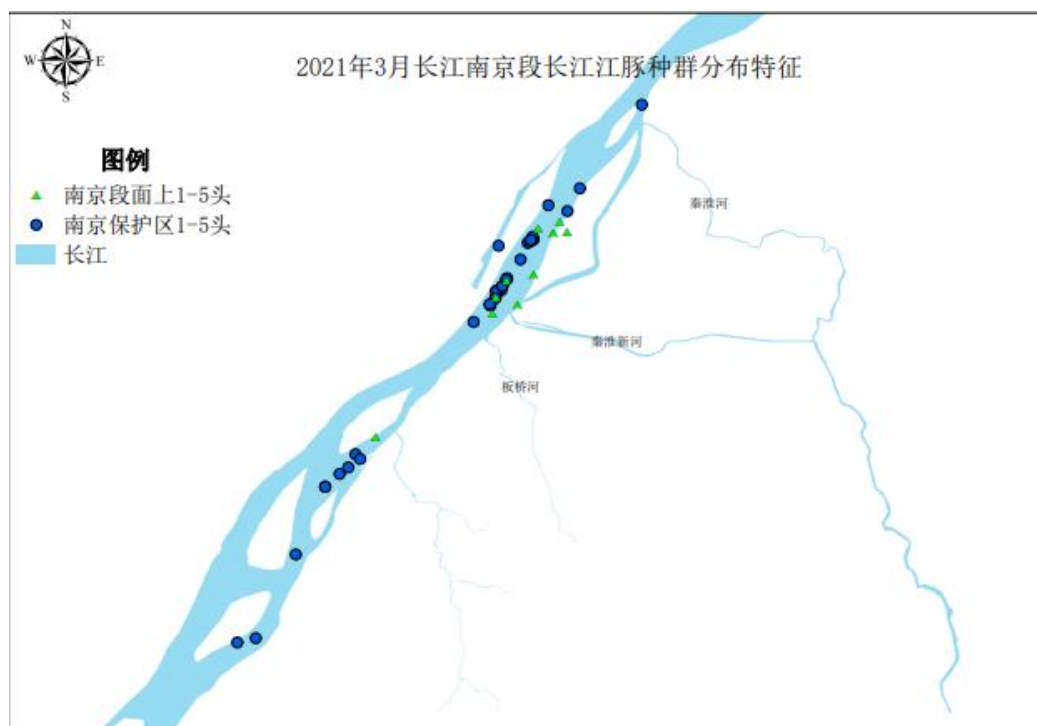 N
W
E
S
2021年3月长江南京段长江江豚种群分布特征
图例
南京段面上1-5头
南京保护区1-5头
长江
秦淮河
秦淮新河
板桥河